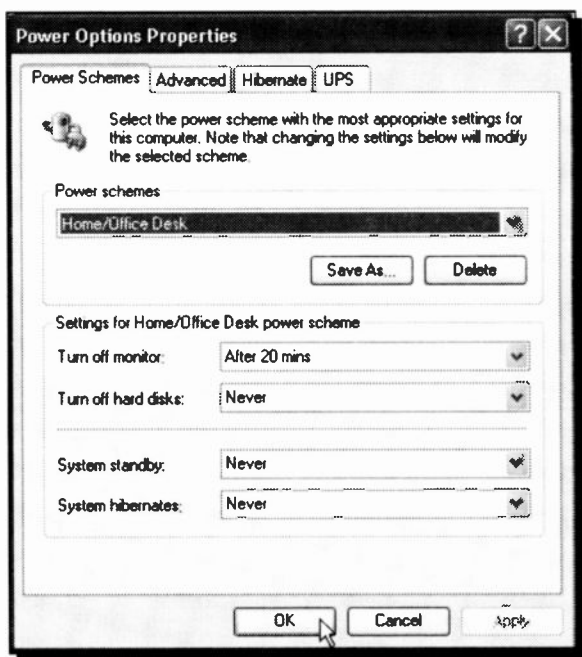 Power Options Properties
Power Schemes Advanced Hibernate UPS
Select the power scheme with the most appropriate settings for
this computer. Note that changing the settings below will modify
the selected scheme.
Power schemes
Home/Office Desk
Save As... Delete
Settings for Home/Office Desk power scheme
Turn off monitor: After 20 mins
Turn off hard disks: Never
System standby: Never
System hibernates: Never
OK Cancel Apply